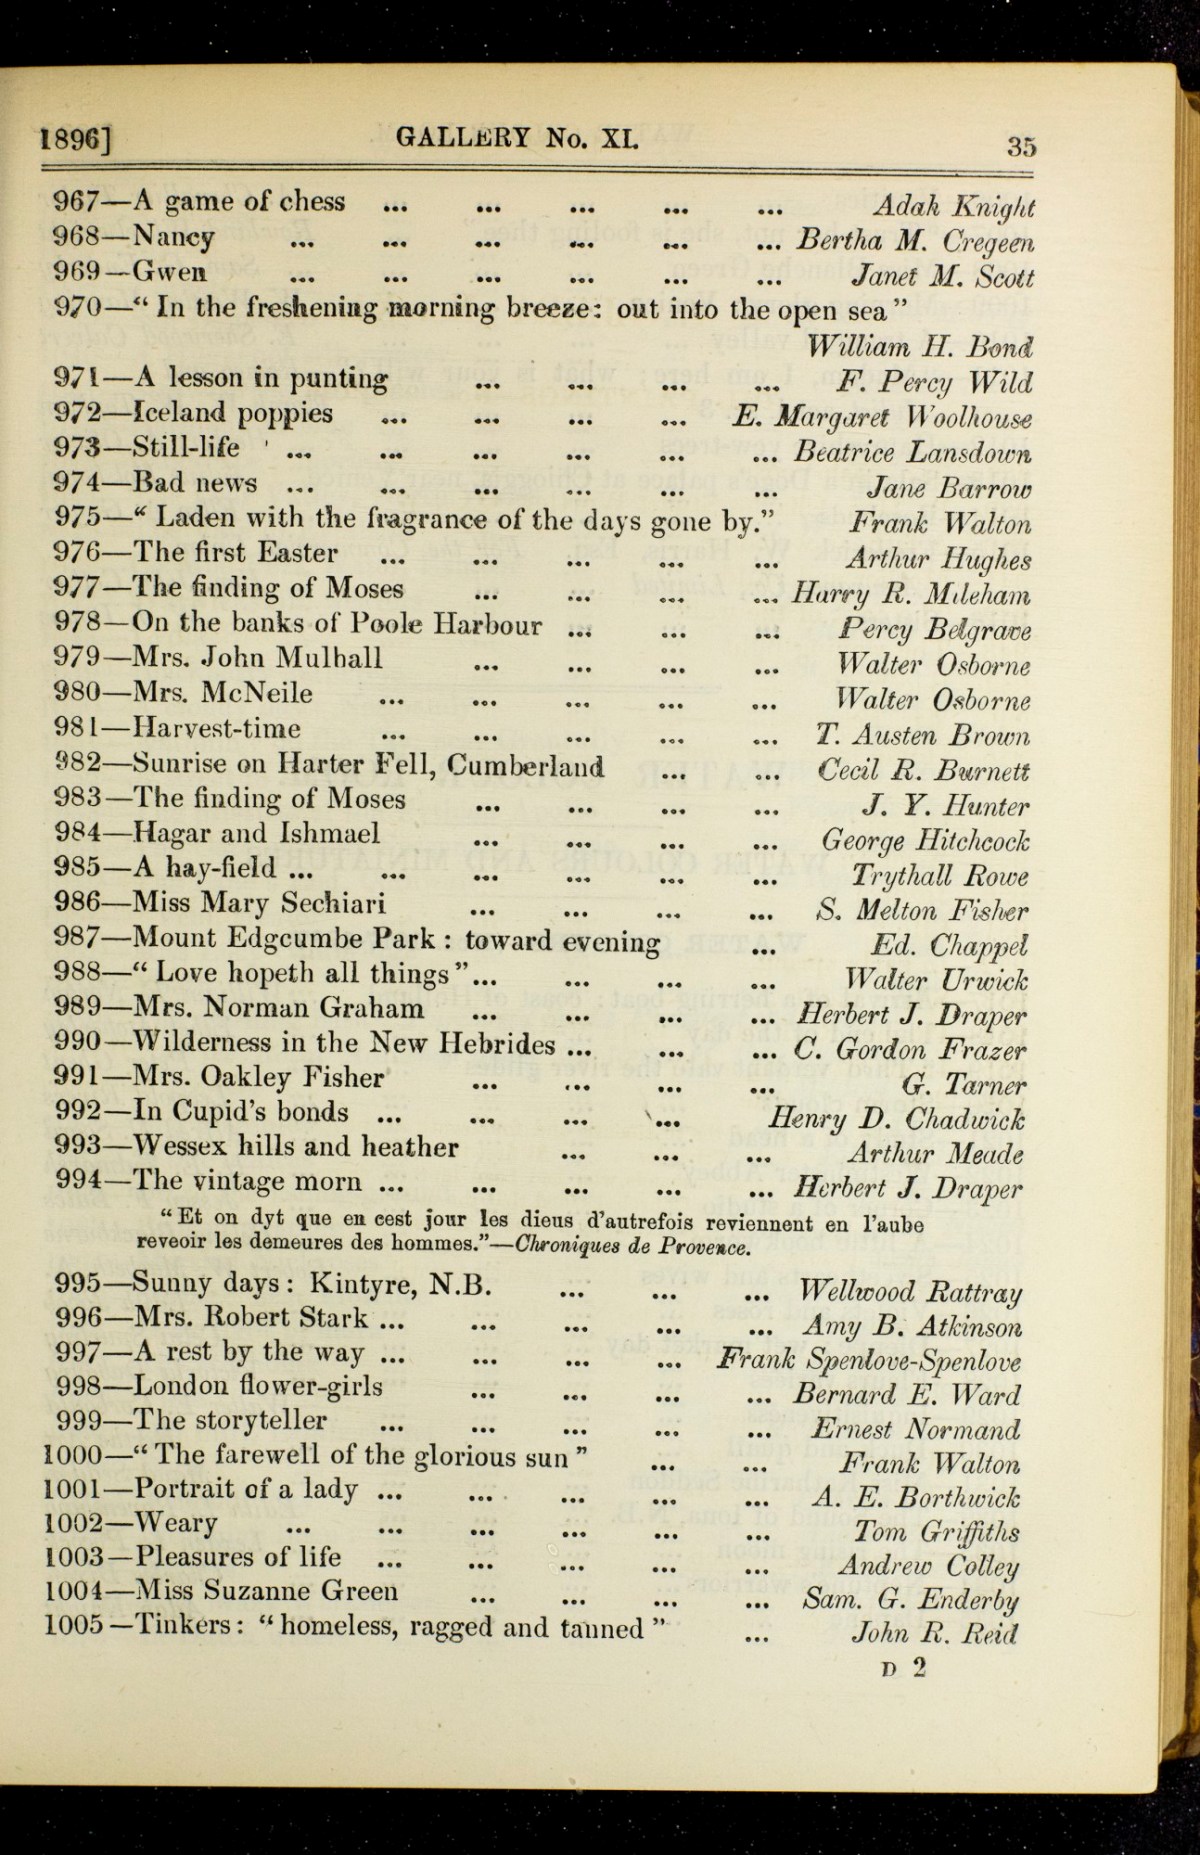 1896] GALLERY No. XI. 35
967—A game of chess ... ... ... ... ... Adah Knight
968—Nancy ... ... ... ... ... ... Bertha M. Cregeen
969—Gwen ... ... ... ... ... ... Janet M. Scott
970—“ In the freshening morning breeze: out into the open sea ”
William H. Bond
971—A lesson in punting ... ... ... ... F. Percy Wild
972—Iceland poppies ... ... ... ... E. Margaret Woolhouse
973—Still-life ... ... ... ... ... ... Beatrice Lansdown
974—Bad news ... ... ... ... ... ... Jane Barrow
975—“ Laden with the fragrance of the days gone by.” Frank Walton
976—The first Easter ... ... ... ... ... Arthur Hughes
977—The finding of Moses ... ... ... ... Harry R. Mileham
978—On the banks of Poole Harbour ... ... ... Percy Belgrave
979—Mrs. John Mulhall ... ... ... ... Walter Osborne
980—Mrs. McNeile ... ... ... ... ... Walter Osborne
981—Harvest-time ... ... ... ... ... T. Austen Brown
982—Sunrise on Harter Fell, Cumberland ... ... Cecil R. Burnett
983—The finding of Moses ... ... ... ... J. Y. Hunter
984—Hagar and Ishmael ... ... ... ... George Hitchcock
985—A hay-field ... ... ... ... ... ... Trythall Rowe
986—Miss Mary Sechiari ... ... ... ... S. Melton Fisher
987—Mount Edgcumbe Park : toward evening ... Ed. Chappel
988—“ Love hopeth all things ”... ... ... ... Walter Urwick
989—Mrs. Norman Graham ... ... ... ... Herbert J. Draper
990—Wilderness in the New Hebrides ... ... ... C. Gordon Frazer
991—Mrs. Oakley Fisher ... ... ... ... G. Tarner
992—In Cupid’s bonds ... ... ... ... Henry D. Chadwick
993—Wessex hills and heather ... ... ... Arthur Meade
994—The vintage morn ... ... ... ... ... Herbert J. Draper
“ Et on dyt que en cest jour les dieus d’autrefois reviennent en l’aube
reveoir les demeures des hommes.”—Chroniques de Provence.
995—Sunny days : Kintyre, N.B. ... ... ... Wellwood Rattray
996—Mrs. Robert Stark ... ... ... ... ... Amy B. Atkinson
997—A rest by the way ... ... ... ... Frank Spenlove-Spenlove
998—London flower-girls ... ... ... ... Bernard E. Ward
999—The storyteller ... ... ... ... ... Ernest Normand
1000—“ The farewell of the glorious sun ” ... ... Frank Walton
1001—Portrait of a lady ... ... ... ... ... A. E. Borthwick
1002—Weary ... ... ... ... ... ... Tom Griffiths
1003—Pleasures of life ... ... ... ... ... Andrew Colley
1004—Miss Suzanne Green ... ... ... ... Sam. G. Enderby
1005—Tinkers : “ homeless, ragged and tanned ” ... John R. Reid
D 2